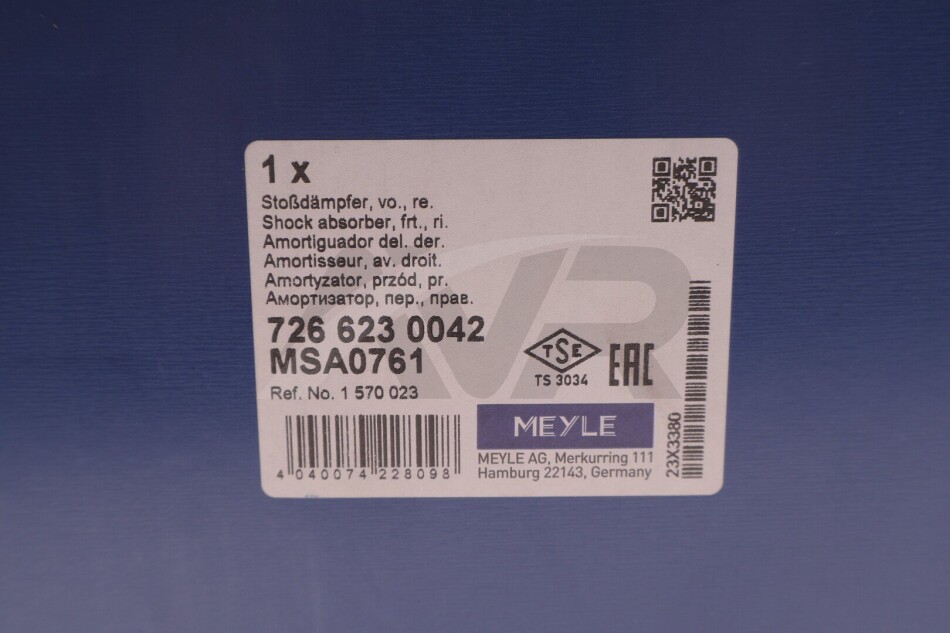 1 x
Stoßdämpfer, vo., re.
Shock absorber, frt., ri.
Amortiguador del. der.
Amortisseur, av. droit.
Amortyzator, przód, pr.
Амортизатор, пер., прав.
726 623 0042
MSA0761
Ref. No. 1 570 023
4 040074 228098
TSE
TS 3034
EAC
MEYLE
MEYLE AG, Merkurring 111
Hamburg 22143, Germany
23X3380
VR